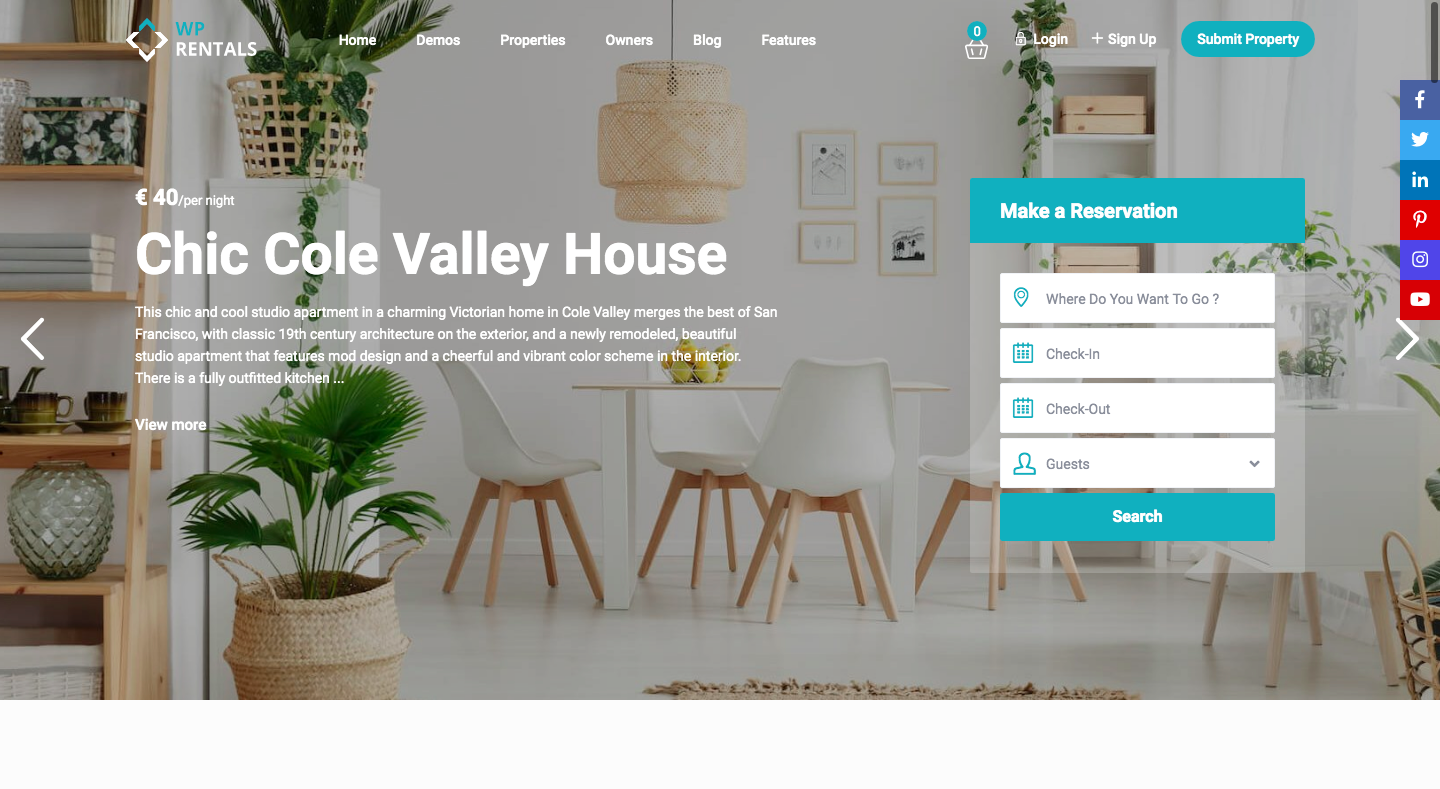 WP
RENTALS
Home
Demos
Properties
Owners
Blog
Features
0
Login
+ Sign Up
Submit Property
€ 40/per night
Chic Cole Valley House
This chic and cool studio apartment in a charming Victorian home in Cole Valley merges the best of San
Francisco, with classic 19th century architecture on the exterior, and a newly remodeled, beautiful
studio apartment that features mod design and a cheerful and vibrant color scheme in the interior.
There is a fully outfitted kitchen ...
View more
Make a Reservation
Where Do You Want To Go ?
Check-In
Check-Out
Guests
Search